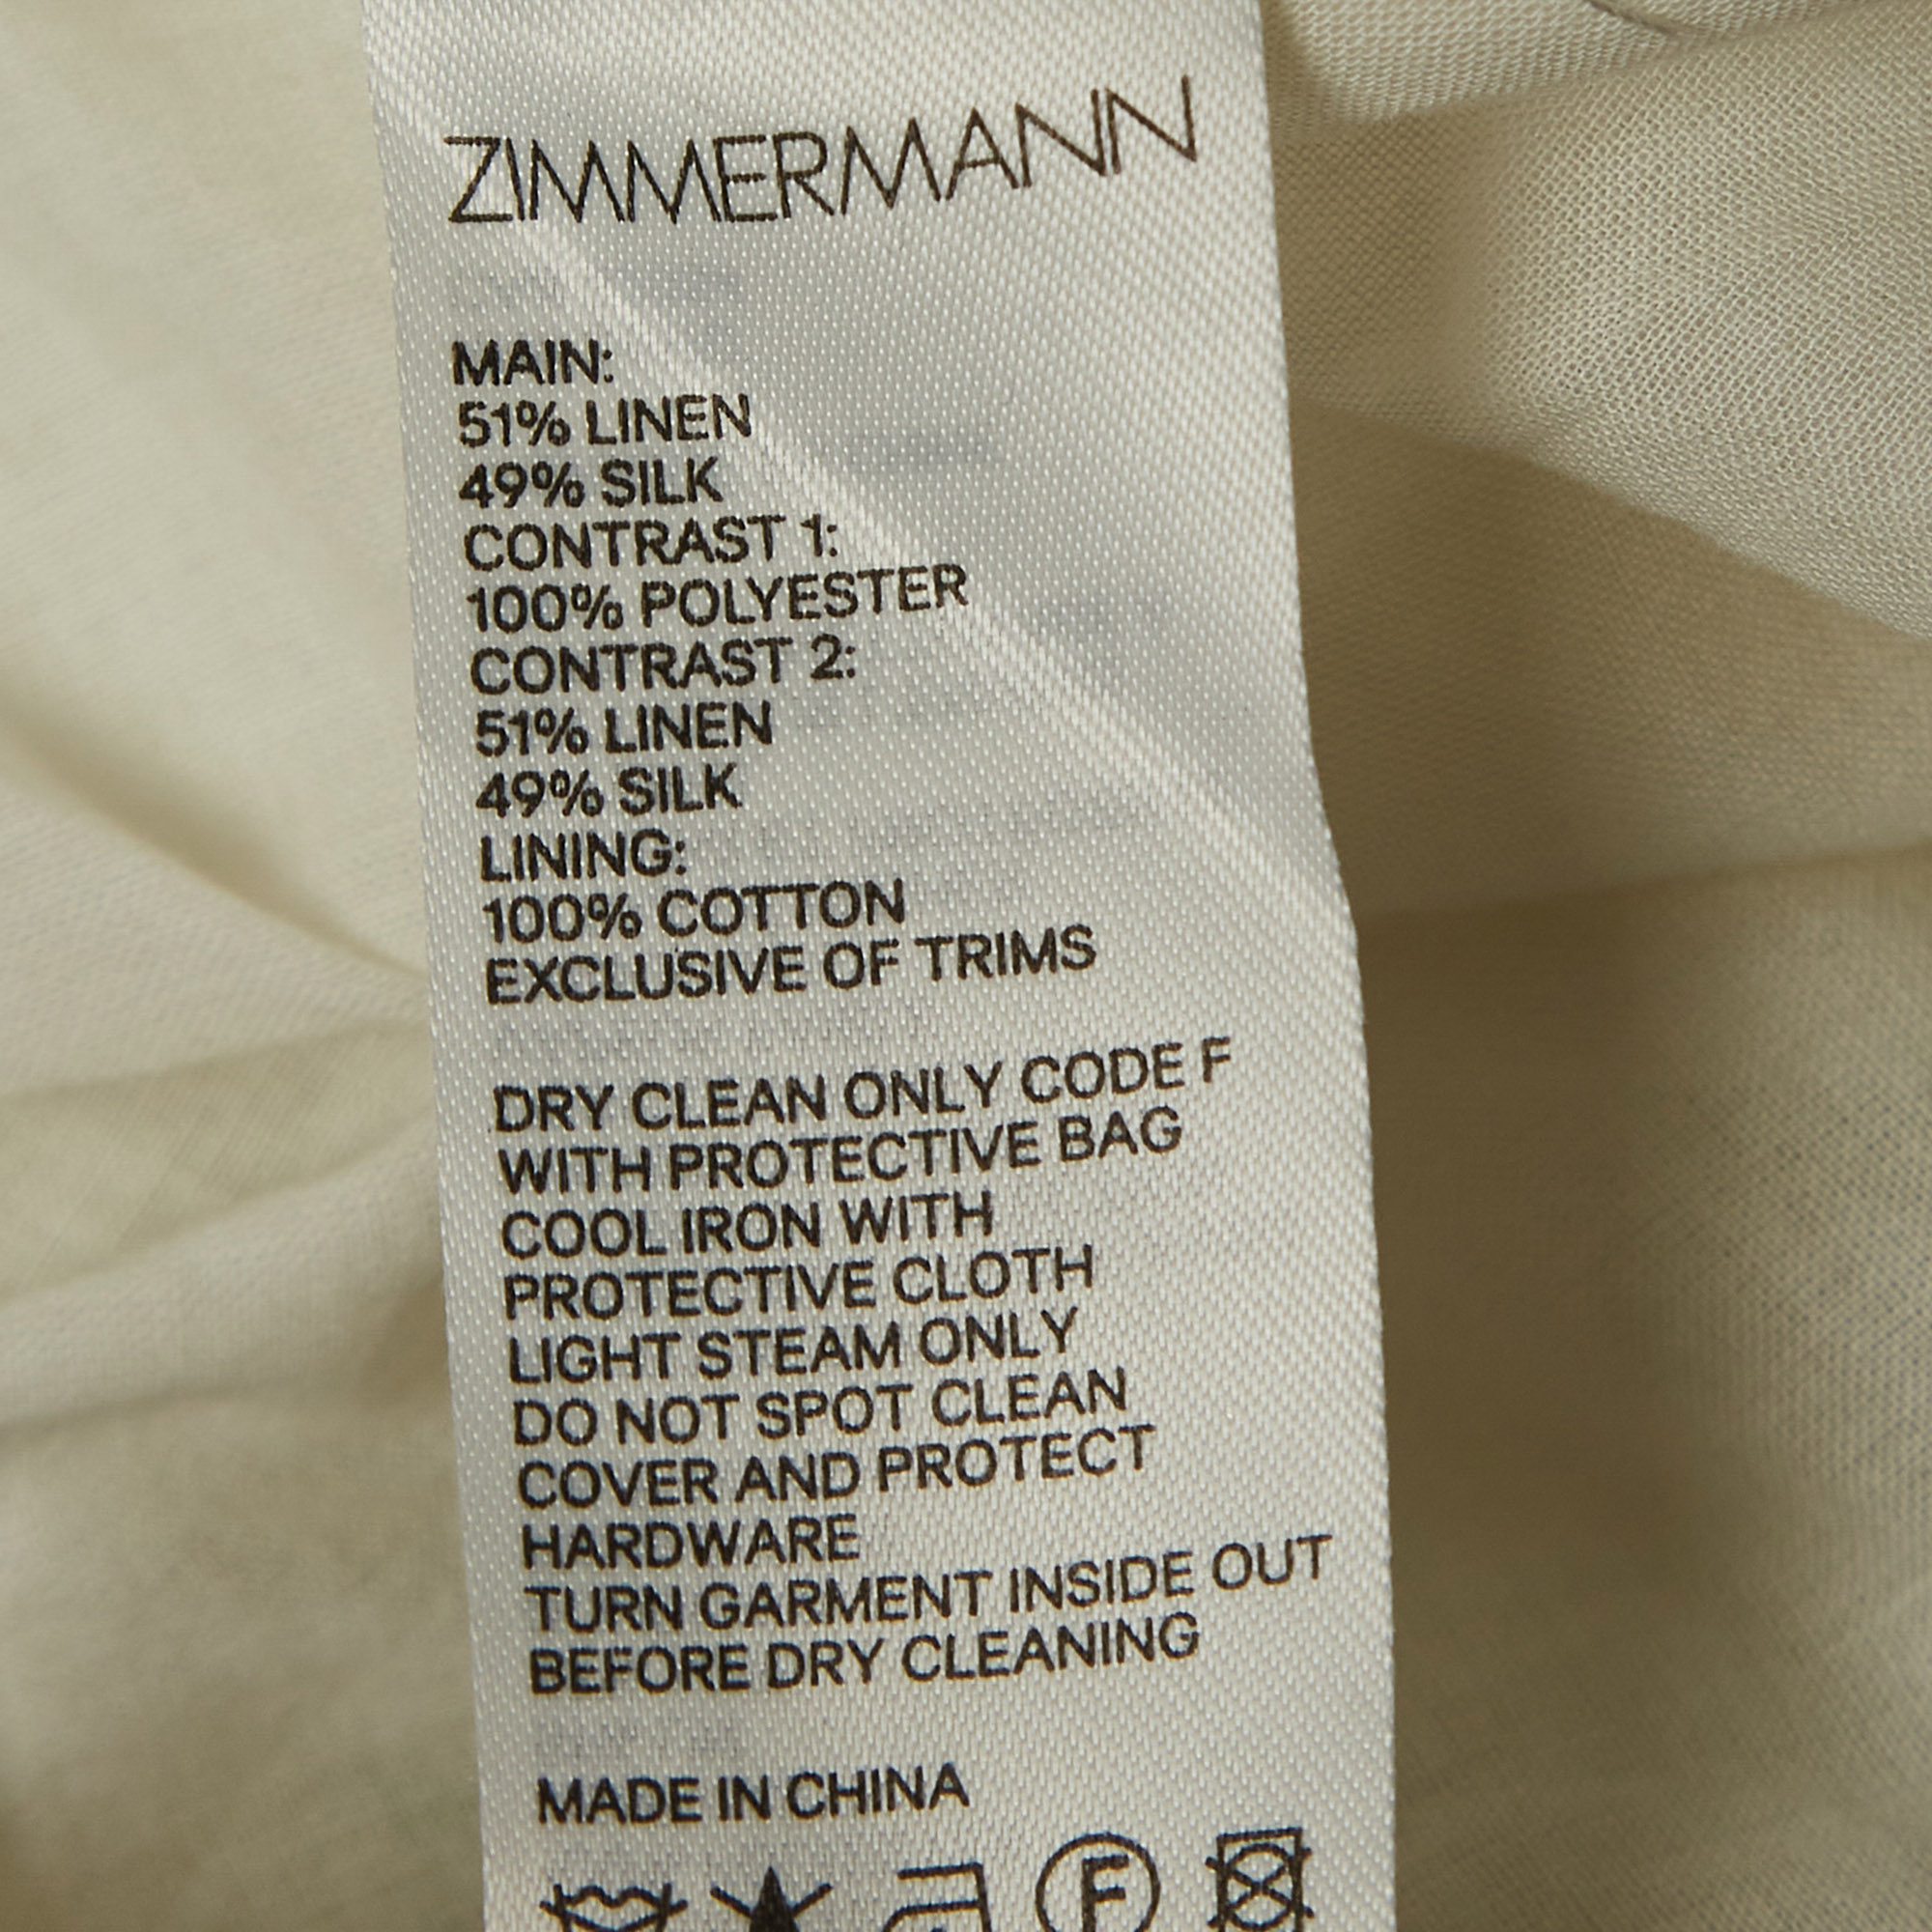 ZIMMERMANN
MAIN:
51% LINEN
49% SILK
CONTRAST 1:
100% POLYESTER
CONTRAST 2:
51% LINEN
49% SILK
LINING:
100% COTTON
EXCLUSIVE OF TRIMS
DRY CLEAN ONLY CODE F
WITH PROTECTIVE BAG
COOL IRON WITH
PROTECTIVE CLOTH
LIGHT STEAM ONLY
DO NOT SPOT CLEAN
COVER AND PROTECT
HARDWARE
TURN GARMENT INSIDE OUT
BEFORE DRY CLEANING
MADE IN CHINA
F